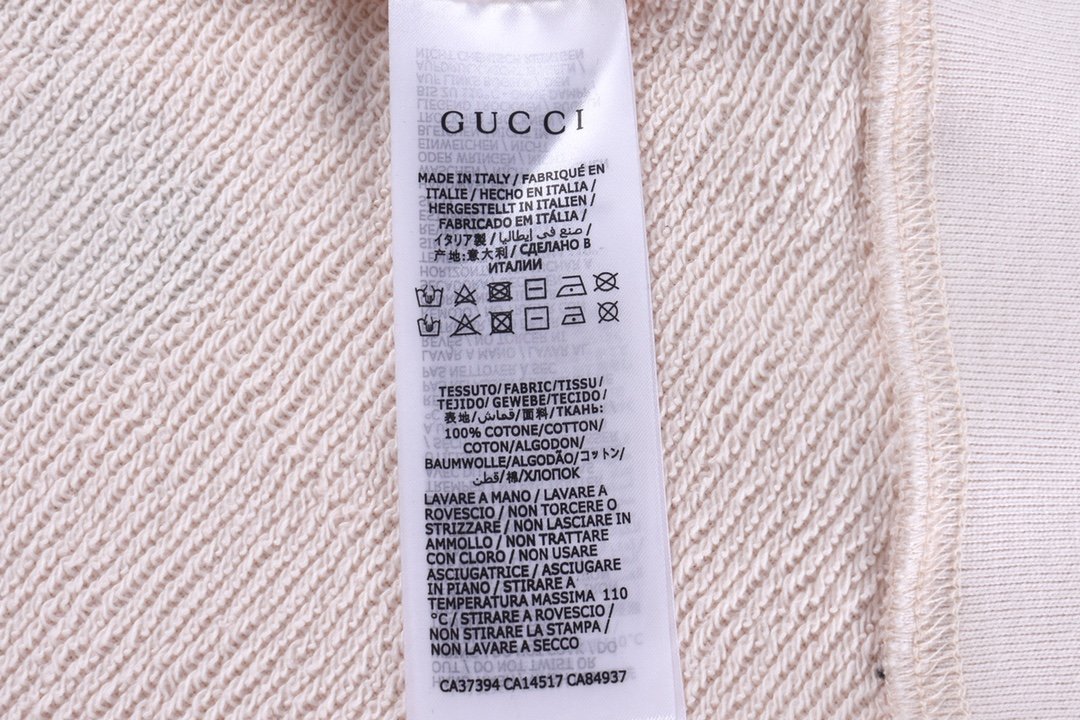 GUCCI
MADE IN ITALY / FABRIQUÉ EN
ITALIE / HECHO EN ITALIA /
HERGESTELLT IN ITALIEN /
FABRICADO EM ITÁLIA /
イタリア製 / صنع في إيطاليا /
产地:意大利 / СДЕЛАНО В
ИТАЛИИ
TESSUTO/FABRIC/TISSU/
TEJIDO/ GEWEBE/TECIDO/
表地/قماش/面料/ТКАНЬ:
100% COTONE/COTTON/
COTON/ALGODON/
BAUMWOLLE/ALGODÃO/コットン/
قطن/棉/ХЛОПОК
LAVARE A MANO / LAVARE A
ROVESCIO / NON TORCERE O
STRIZZARE / NON LASCIARE IN
AMMOLLO / NON TRATTARE
CON CLORO / NON USARE
ASCIUGATRICE / ASCIUGARE
IN PIANO / STIRARE A
TEMPERATURA MASSIMA 110
°C / STIRARE A ROVESCIO /
NON STIRARE LA STAMPA /
NON LAVARE A SECCO
CA37394 CA14517 CA84937